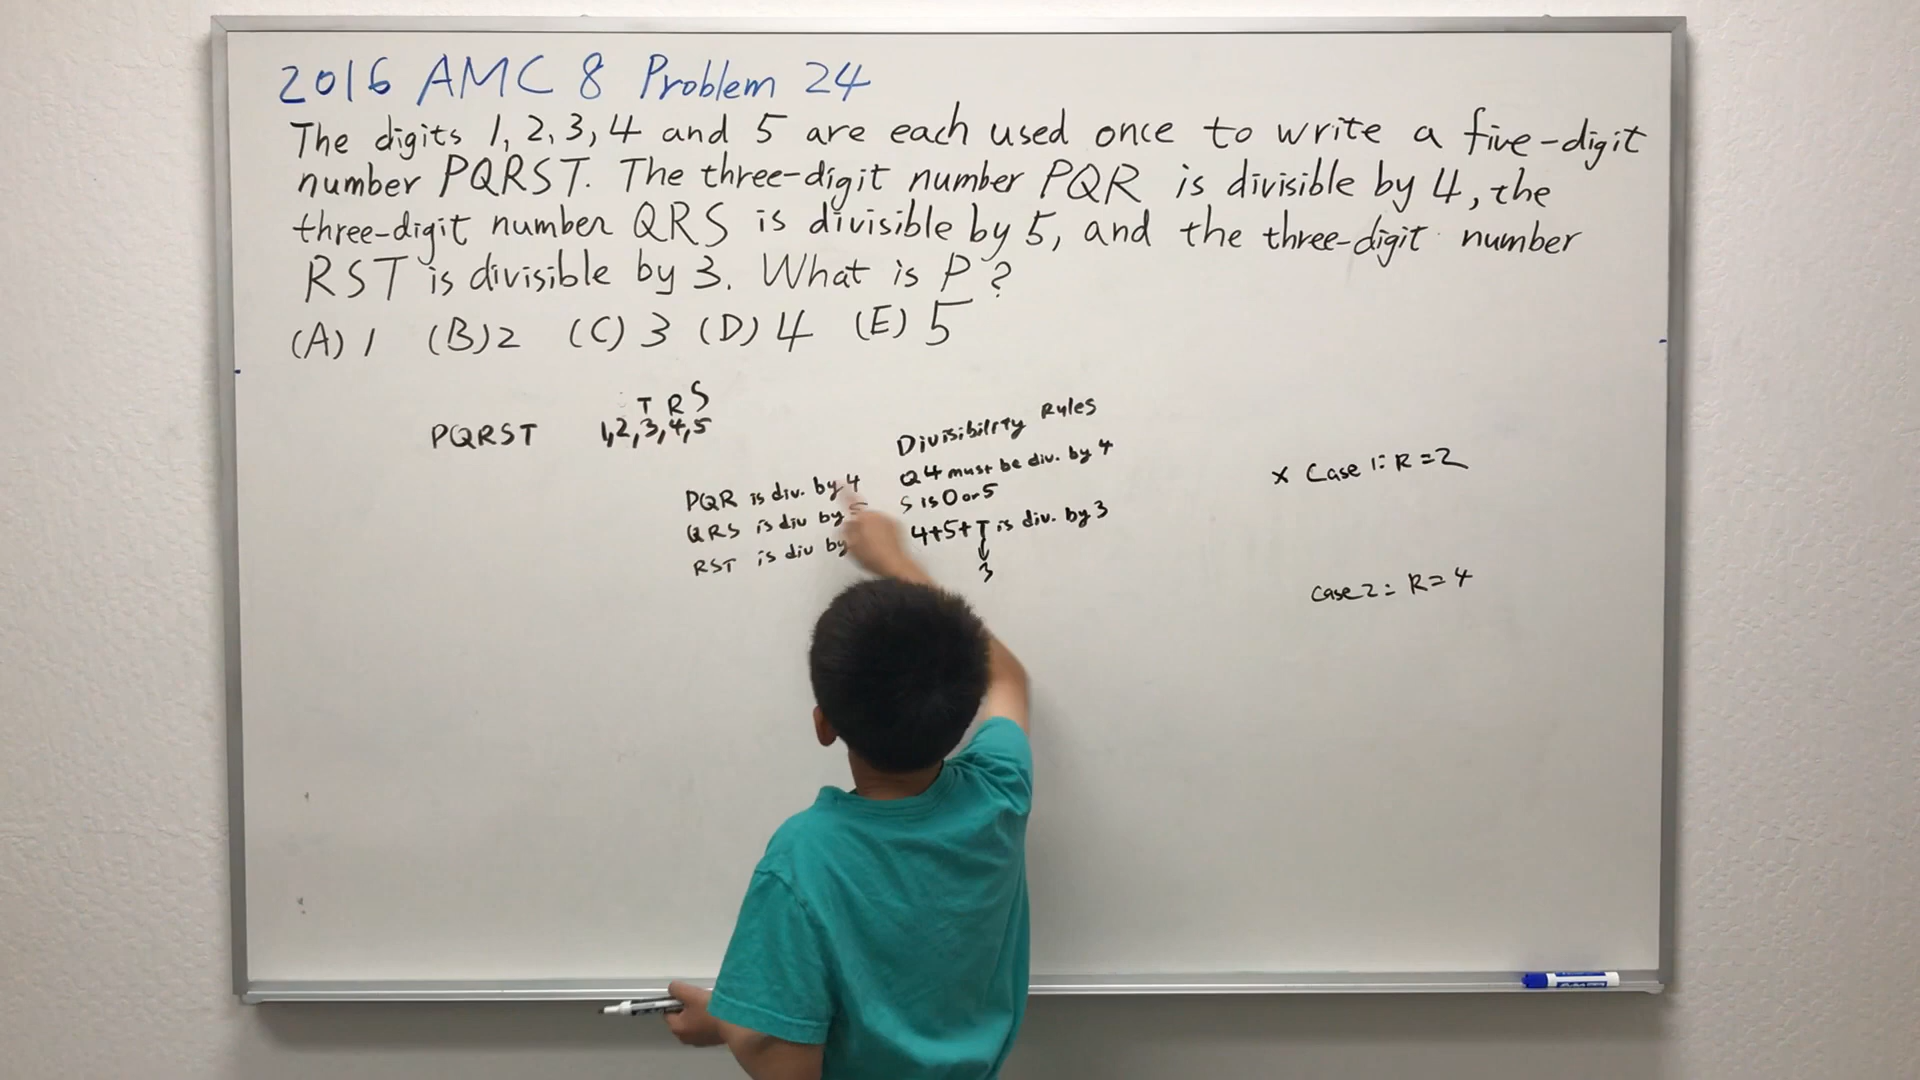 2016 AMC 8 Problem 24
The digits 1, 2, 3, 4 and 5 are each used once to write a five-digit
number PQRST. The three-digit number PQR is divisible by 4, the
three-digit number QRS is divisible by 5, and the three-digit number
RST is divisible by 3. What is P?
(A) 1 (B) 2 (C) 3 (D) 4 (E) 5
T R S
PQRST 1,2,3,4,5
PQR is div. by 4
QRS is div by
RST is div by
Divisibility Rules
Q4 must be div. by 4
S is 0 or 5
4+5+T is div. by 3
3
x Case 1: R=2
Case 2: R=4